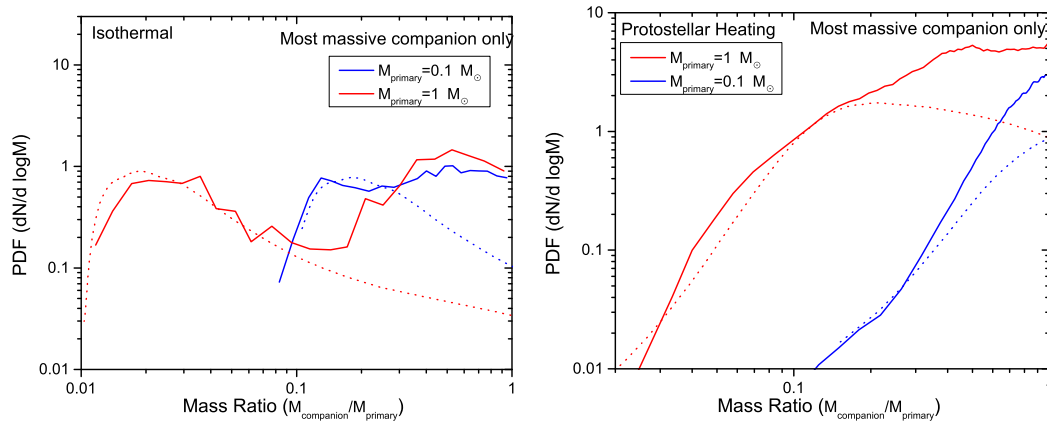 Isothermal
Most massive companion only
M_primary=0.1 M_☉
M_primary=1 M_☉
10
1
0.1
0.01
PDF (dN/d logM)
0.01
0.1
1
Mass Ratio (M_companion/M_primary)
Protostellar Heating
Most massive companion only
M_primary=1 M_☉
M_primary=0.1 M_☉
10
1
0.1
0.01
PDF (dN/d logM)
0.1
1
Mass Ratio (M_companion/M_primary)